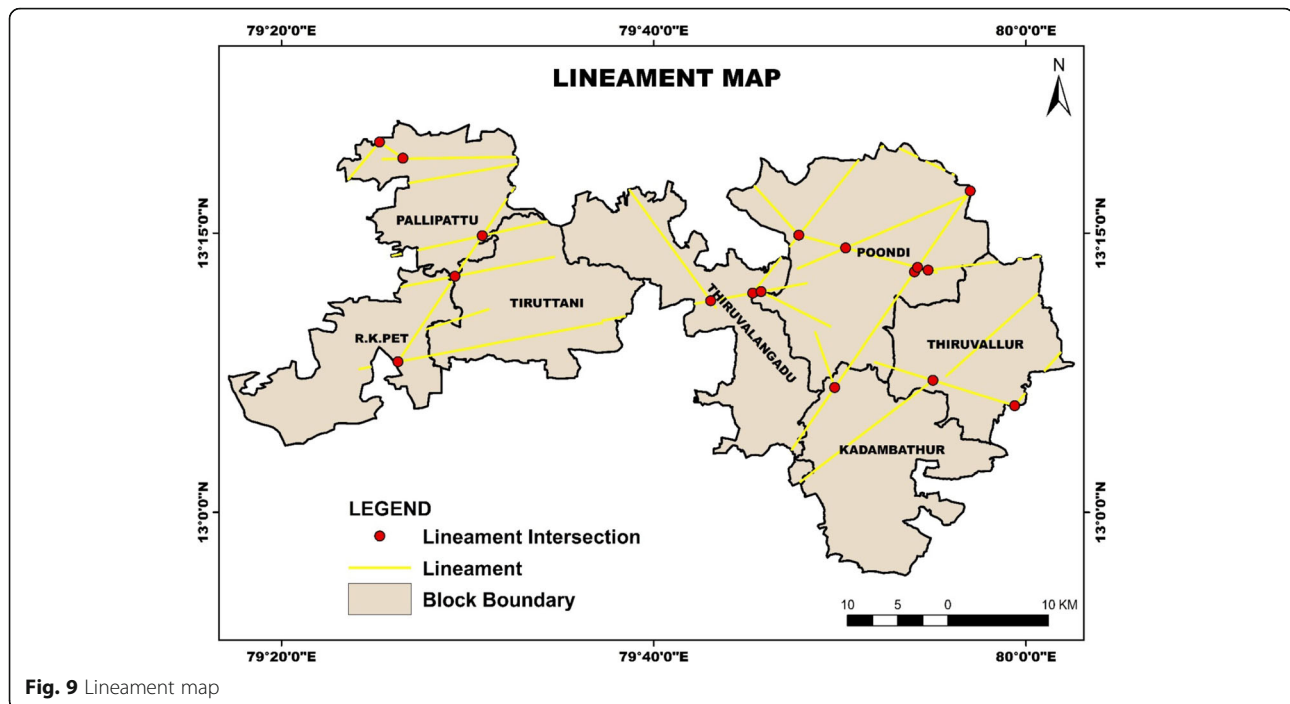 79°20'0"E
79°40'0"E
80°0'0"E
LINEAMENT MAP
N
13°15'0"N
13°15'0"N
PALLIPATTU
POONDI
TIRUTTANI
THIRUVALANGADU
R.K.PET
THIRUVALLUR
KADAMBATHUR
13°0'0"N
13°0'0"N
LEGEND
Lineament Intersection
Lineament
Block Boundary
10 5 0 10 KM
79°20'0"E
79°40'0"E
80°0'0"E
Fig. 9 Lineament map